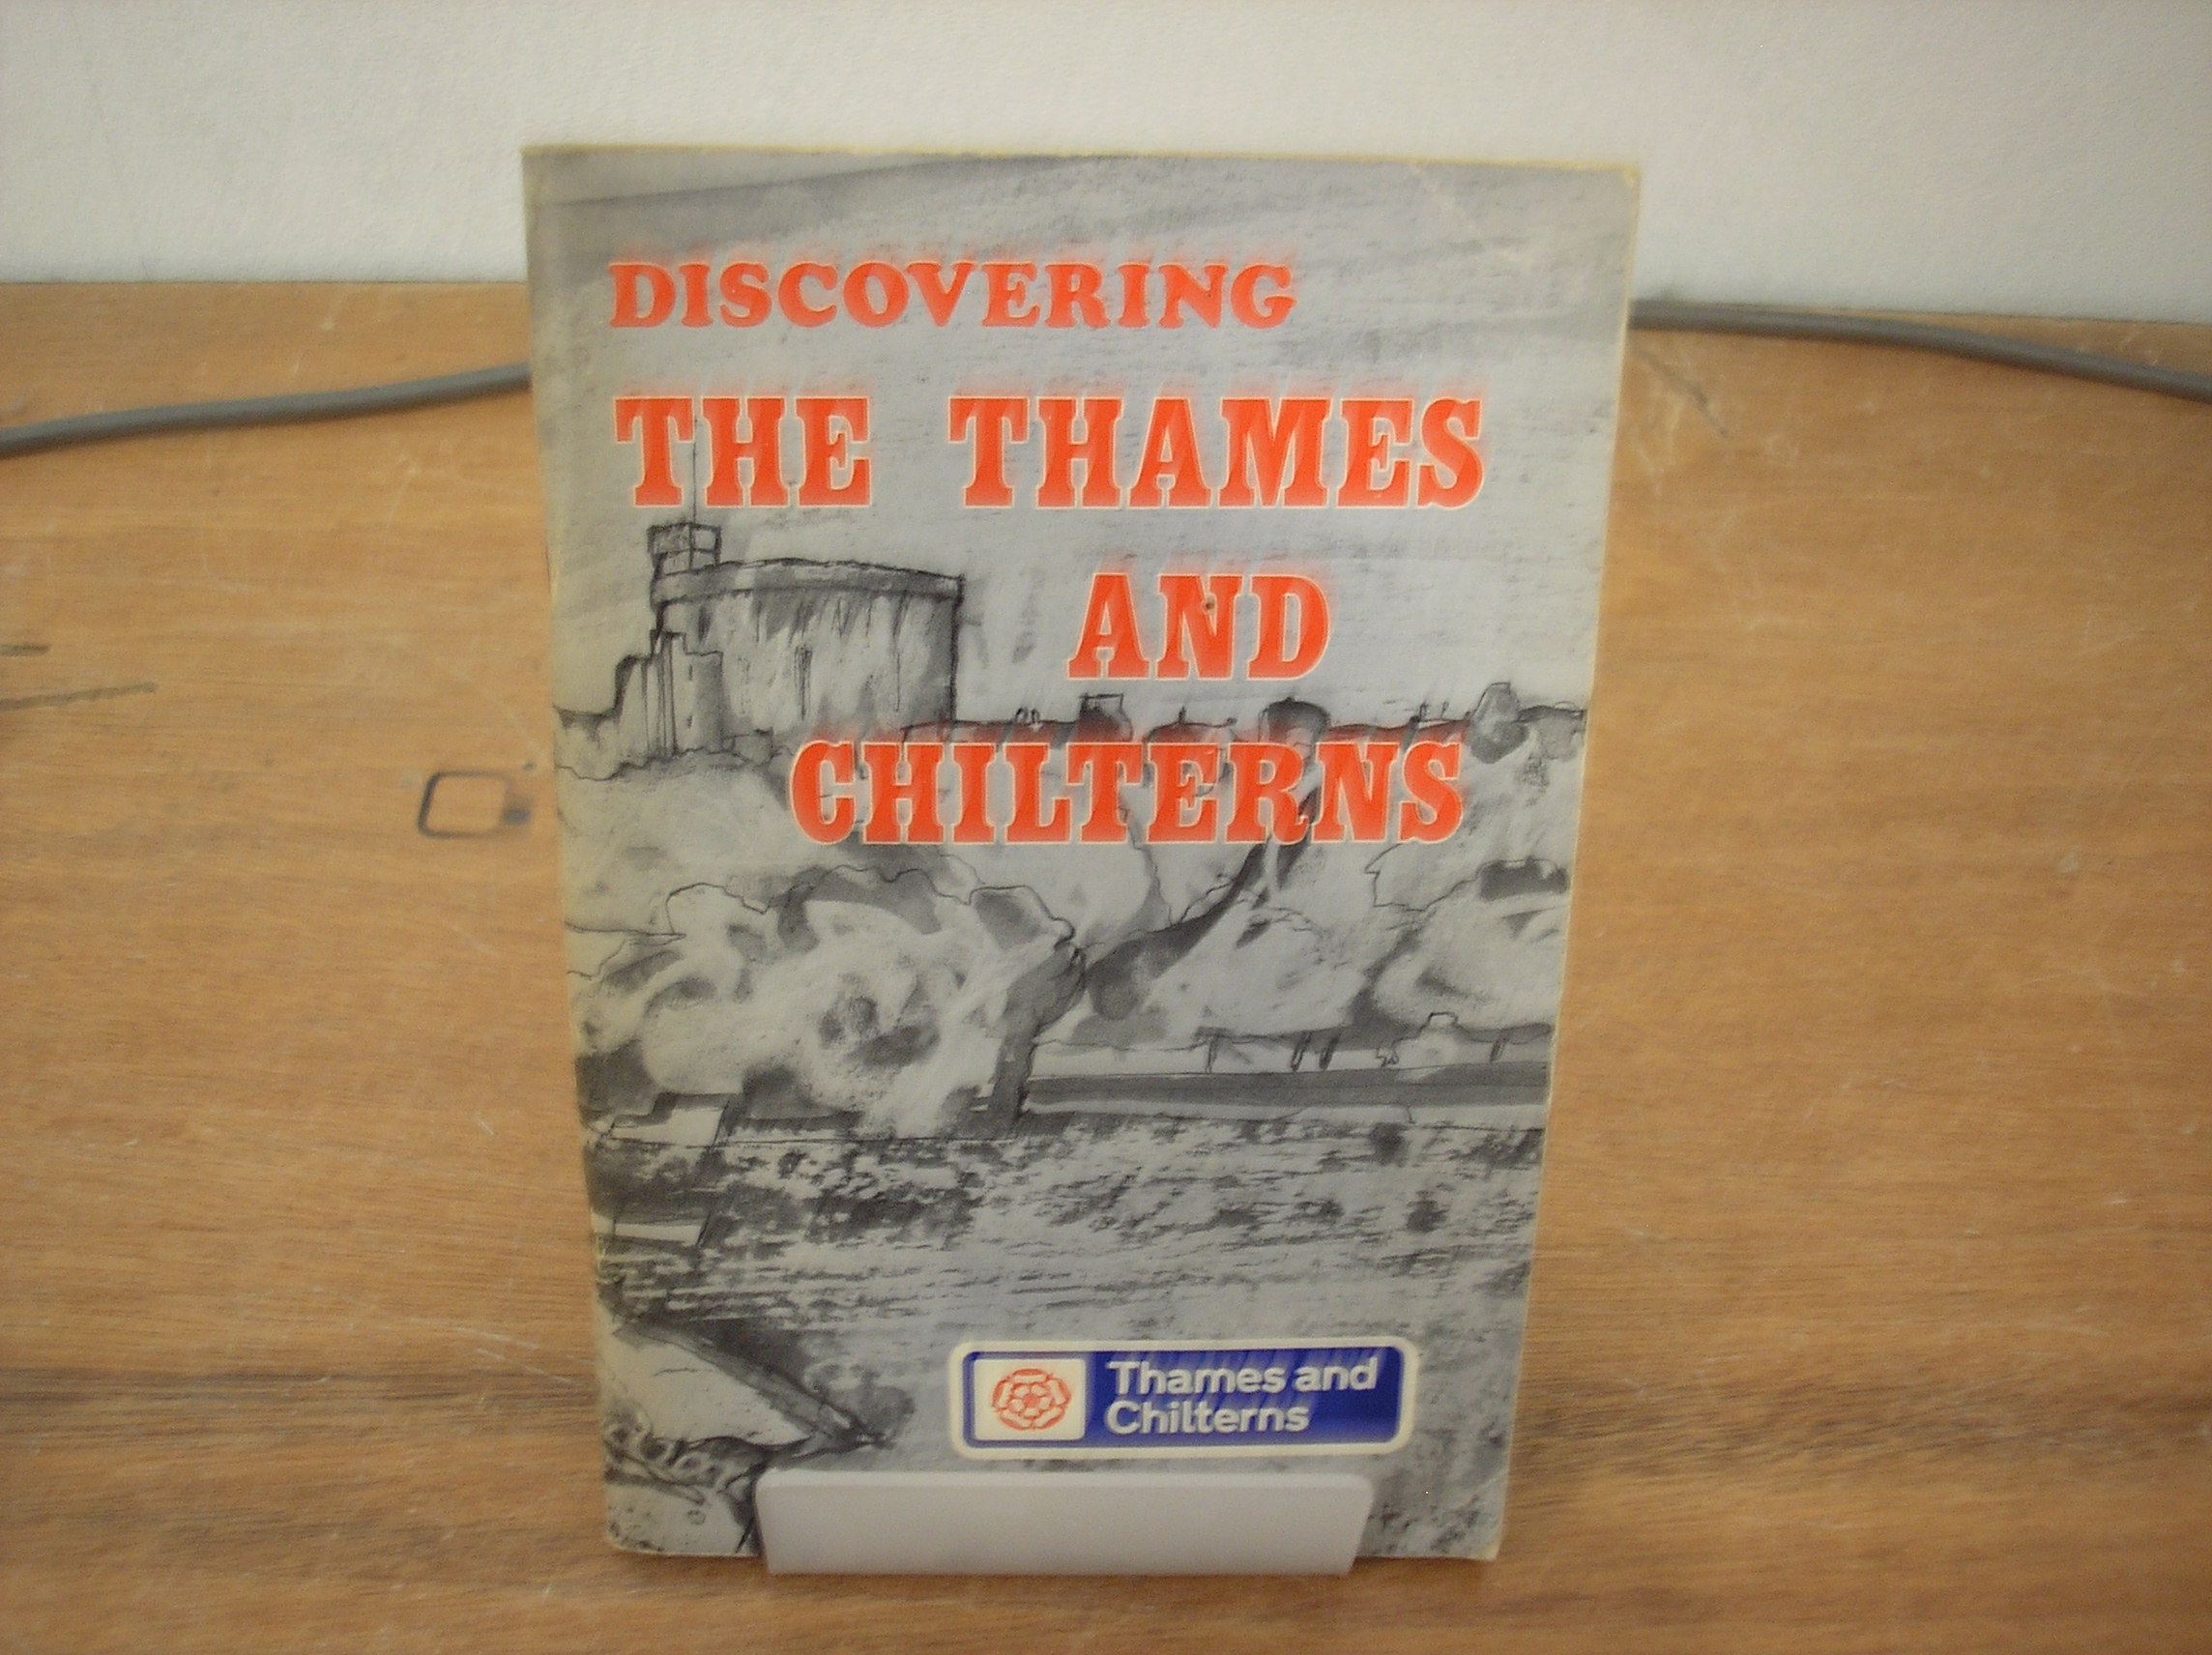 DISCOVERING
THE THAMES
AND
CHILTERNS
Thames and
Chilterns